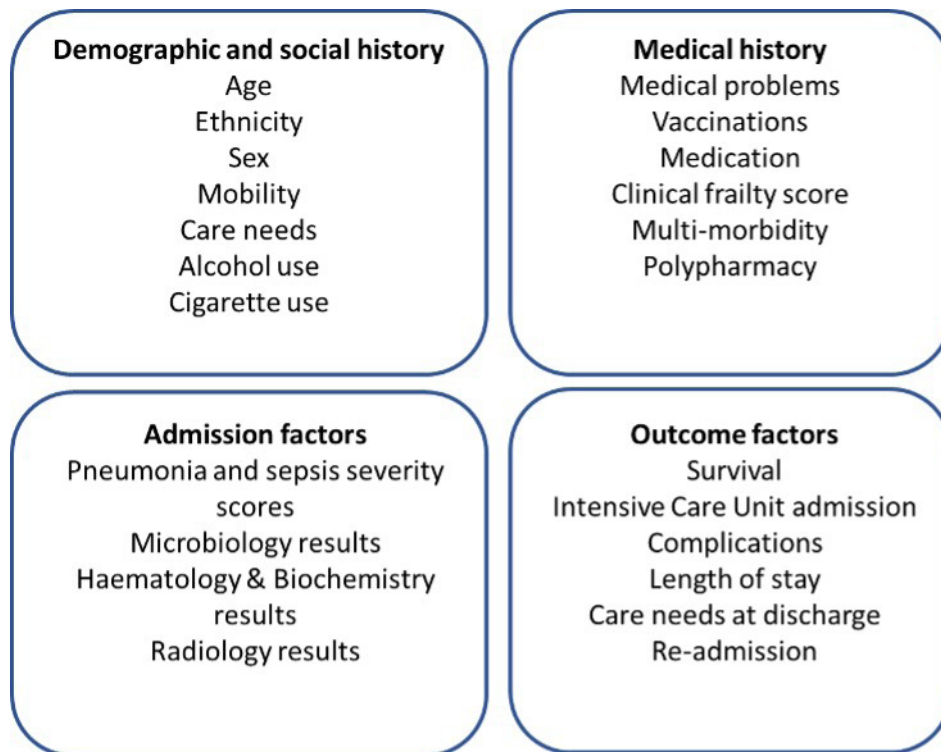 Demographic and social history
Age
Ethnicity
Sex
Mobility
Care needs
Alcohol use
Cigarette use
Medical history
Medical problems
Vaccinations
Medication
Clinical frailty score
Multi-morbidity
Polypharmacy
Admission factors
Pneumonia and sepsis severity
scores
Microbiology results
Haematology & Biochemistry
results
Radiology results
Outcome factors
Survival
Intensive Care Unit admission
Complications
Length of stay
Care needs at discharge
Re-admission